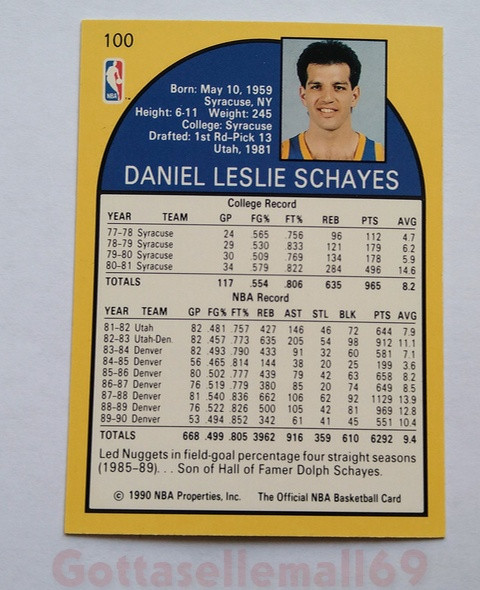 100
NBA
Born: May 10, 1959
Syracuse, NY
Height: 6-11 Weight: 245
College: Syracuse
Drafted: 1st Rd-Pick 13
Utah, 1981
DANIEL LESLIE SCHAYES
College Record
YEAR TEAM GP FG% FT% REB PTS AVG
77-78 Syracuse 24 .565 .756 96 112 4.7
78-79 Syracuse 29 .530 .833 121 179 6.2
79-80 Syracuse 30 .509 .769 134 178 5.9
80-81 Syracuse 34 .579 .822 284 496 14.6
TOTALS 117 .554 .806 635 965 8.2
NBA Record
YEAR TEAM GP FG% FT% REB AST STL BLK PTS AVG
81-82 Utah 82 .481 .757 427 146 46 72 644 7.9
82-83 Utah-Den. 82 .457 .773 635 205 54 98 912 11.1
83-84 Denver 82 .493 .790 433 91 32 60 581 7.1
84-85 Denver 56 .465 .814 144 38 20 25 199 3.6
85-86 Denver 80 .502 .777 439 79 42 63 658 8.2
86-87 Denver 76 .519 .779 380 85 20 74 649 8.5
87-88 Denver 81 .540 .836 662 106 62 92 1129 13.9
88-89 Denver 76 .522 .826 500 105 42 81 969 12.8
89-90 Denver 53 .494 .852 342 61 41 45 551 10.4
TOTALS 668 .499 .805 3962 916 359 610 6292 9.4
Led Nuggets in field-goal percentage four straight seasons
(1985-89). . . Son of Hall of Famer Dolph Schayes.
© 1990 NBA Properties, Inc. The Official NBA Basketball Card
Gottasellemall69